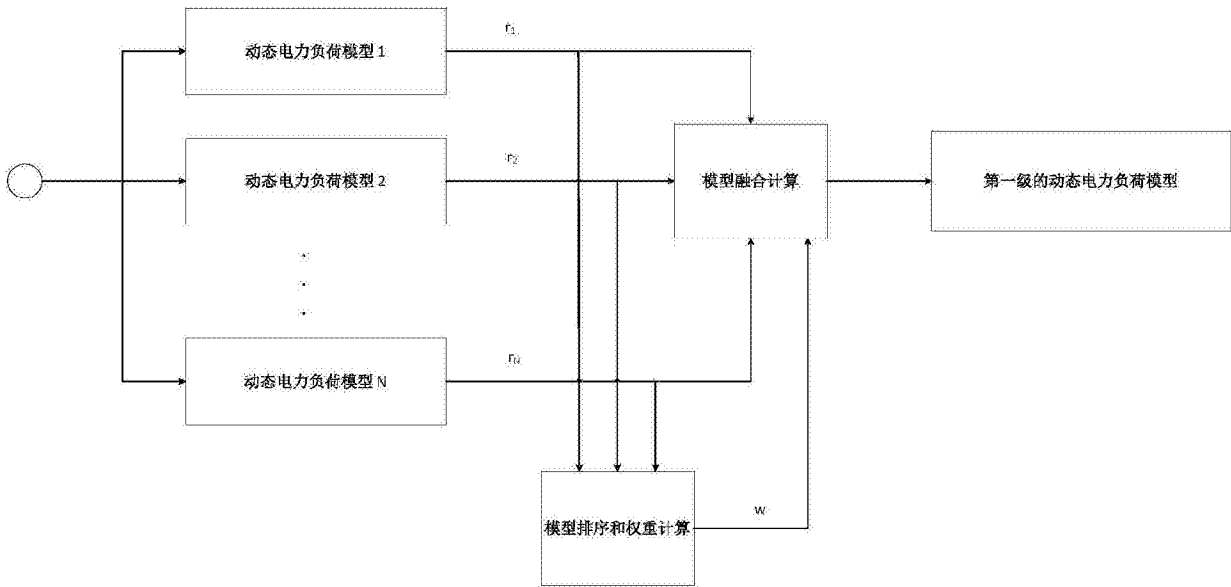 动态电力负荷模型 1
r₁
动态电力负荷模型 2
r₂
模型融合计算
第一级的动态电力负荷模型
动态电力负荷模型 N
r_N
模型排序和权重计算
w